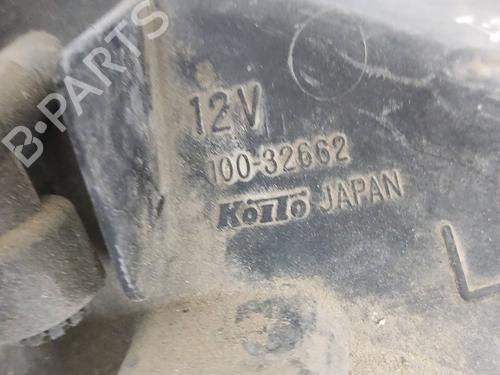 B-PARTS
12V
100-32662
KOITO JAPAN
L